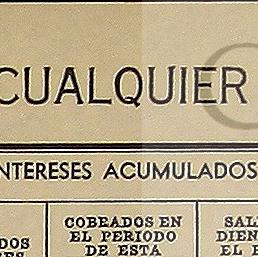 CUALQUIER
INTERESES ACUMULADOS
COBRADOS EN
EL PERIODO
DE ESTA